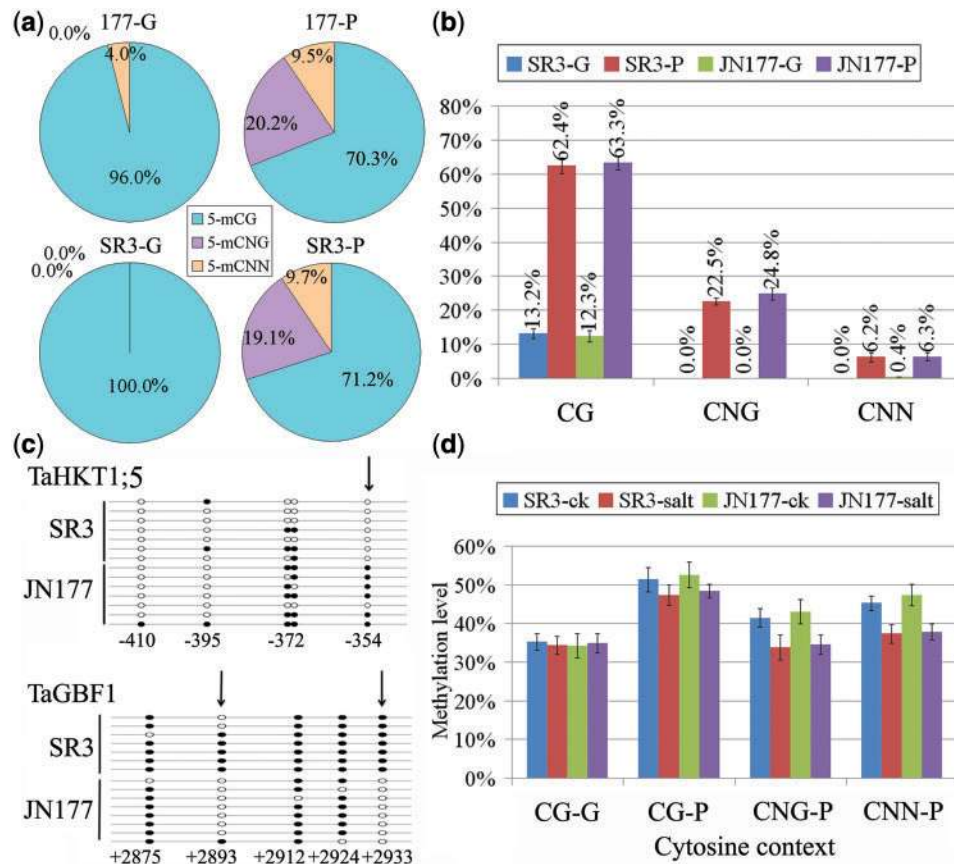 (a)
177-G
177-P
0.0%
4.0%
96.0%
9.5%
20.2%
70.3%
5-mCG
5-mCNG
5-mCNN
SR3-G
SR3-P
0.0%
0.0%
100.0%
9.7%
19.1%
71.2%
(b)
SR3-G SR3-P JN177-G JN177-P
80%
70%
60%
50%
40%
30%
20%
10%
0%
13.2%
62.4%
12.3%
63.3%
0.0%
22.5%
0.0%
24.8%
0.0%
6.2%
0.4%
6.3%
CG CNG CNN
(c)
TaHKT1;5
SR3
JN177
-410 -395 -372 -354
TaGBF1
SR3
JN177
+2875 +2893 +2912 +2924 +2933
(d)
SR3-ck SR3-salt JN177-ck JN177-salt
Methylation level
60%
50%
40%
30%
20%
10%
0%
CG-G CG-P CNG-P CNN-P
Cytosine context